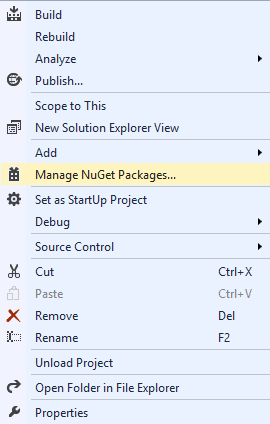 Build
Rebuild
Analyze
Publish...
Scope to This
New Solution Explorer View
Add
Manage NuGet Packages...
Set as StartUp Project
Debug
Source Control
Cut Ctrl+X
Paste Ctrl+V
Remove Del
Rename F2
Unload Project
Open Folder in File Explorer
Properties